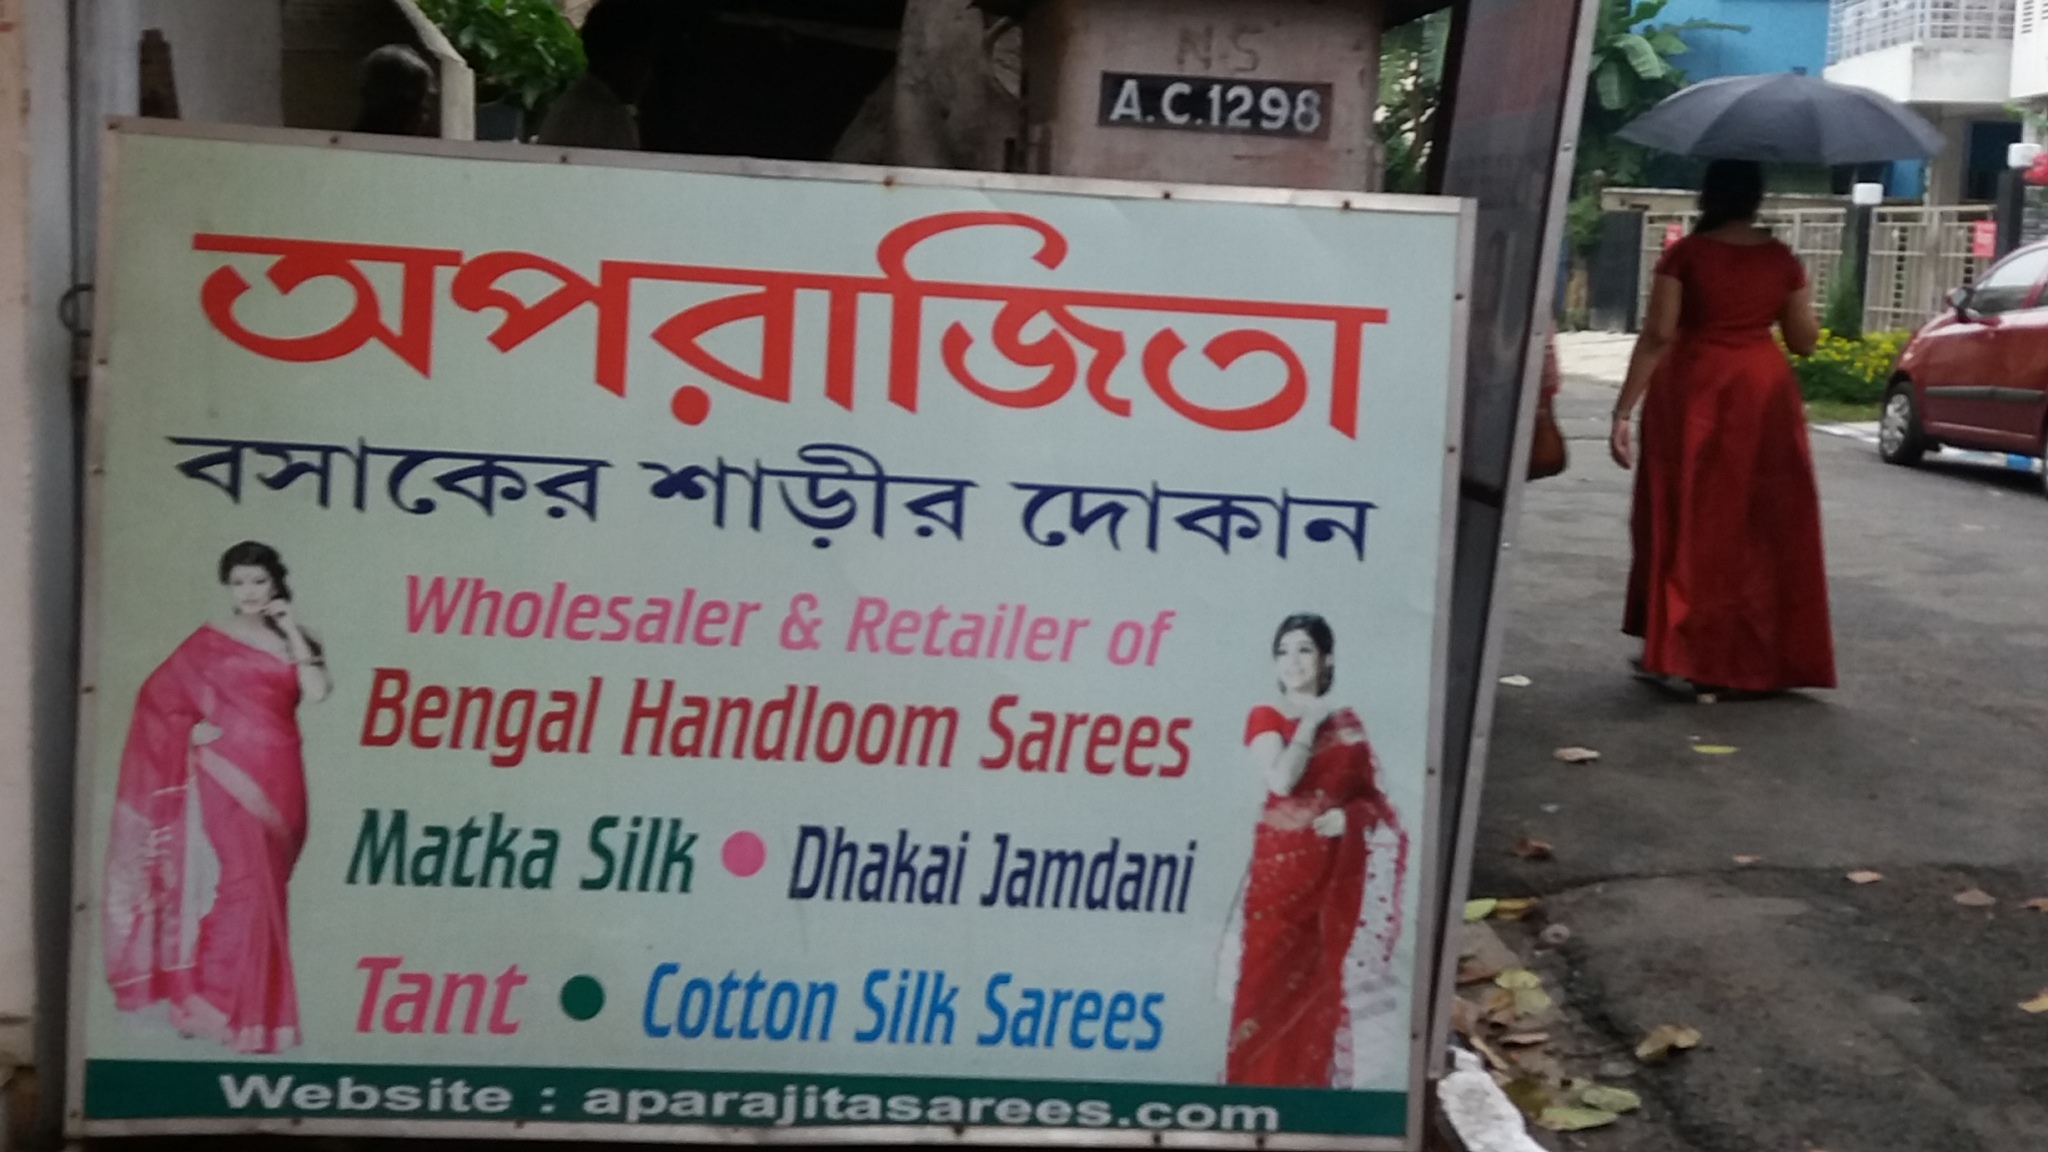 N-S
A.C.1298
অপরাজিতা
বসাকের শাড়ীর দোকান
Wholesaler & Retailer of
Bengal Handloom Sarees
Matka Silk • Dhakai Jamdani
Tant • Cotton Silk Sarees
Website : aparajitasarees.com